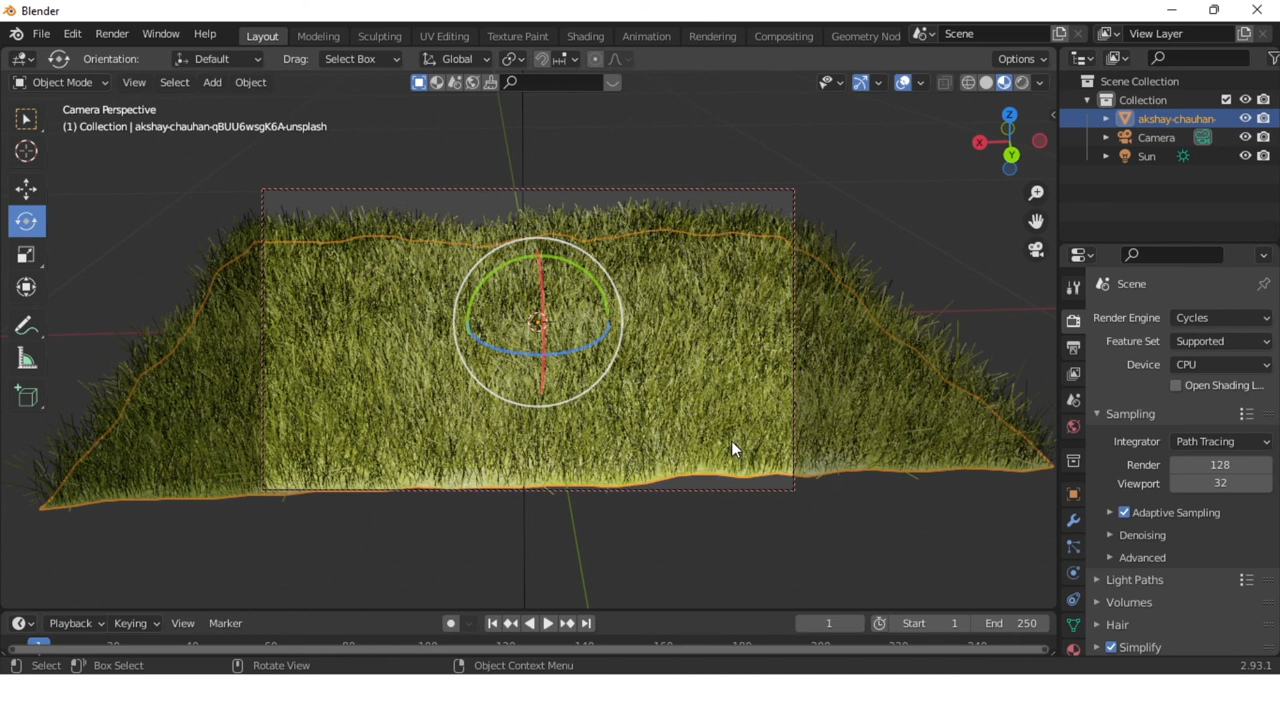 Blender
File Edit Render Window Help Layout Modeling Sculpting UV Editing Texture Paint Shading Animation Rendering Compositing Geometry Nod Scene View Layer
Orientation: Default Drag: Select Box Global Options
Object Mode View Select Add Object
Camera Perspective
(1) Collection | akshay-chauhan-qBUU6wsgK6A-unsplash
Z
X
Y
Scene Collection
Collection
akshay-chauhan-
Camera
Sun
Scene
Render Engine Cycles
Feature Set Supported
Device CPU
Open Shading L...
Sampling
Integrator Path Tracing
Render 128
Viewport 32
Adaptive Sampling
Denoising
Advanced
Light Paths
Volumes
Hair
Simplify
Playback Keying View Marker 1 Start 1 End 250
1
Select Box Select Rotate View Object Context Menu 2.93.1